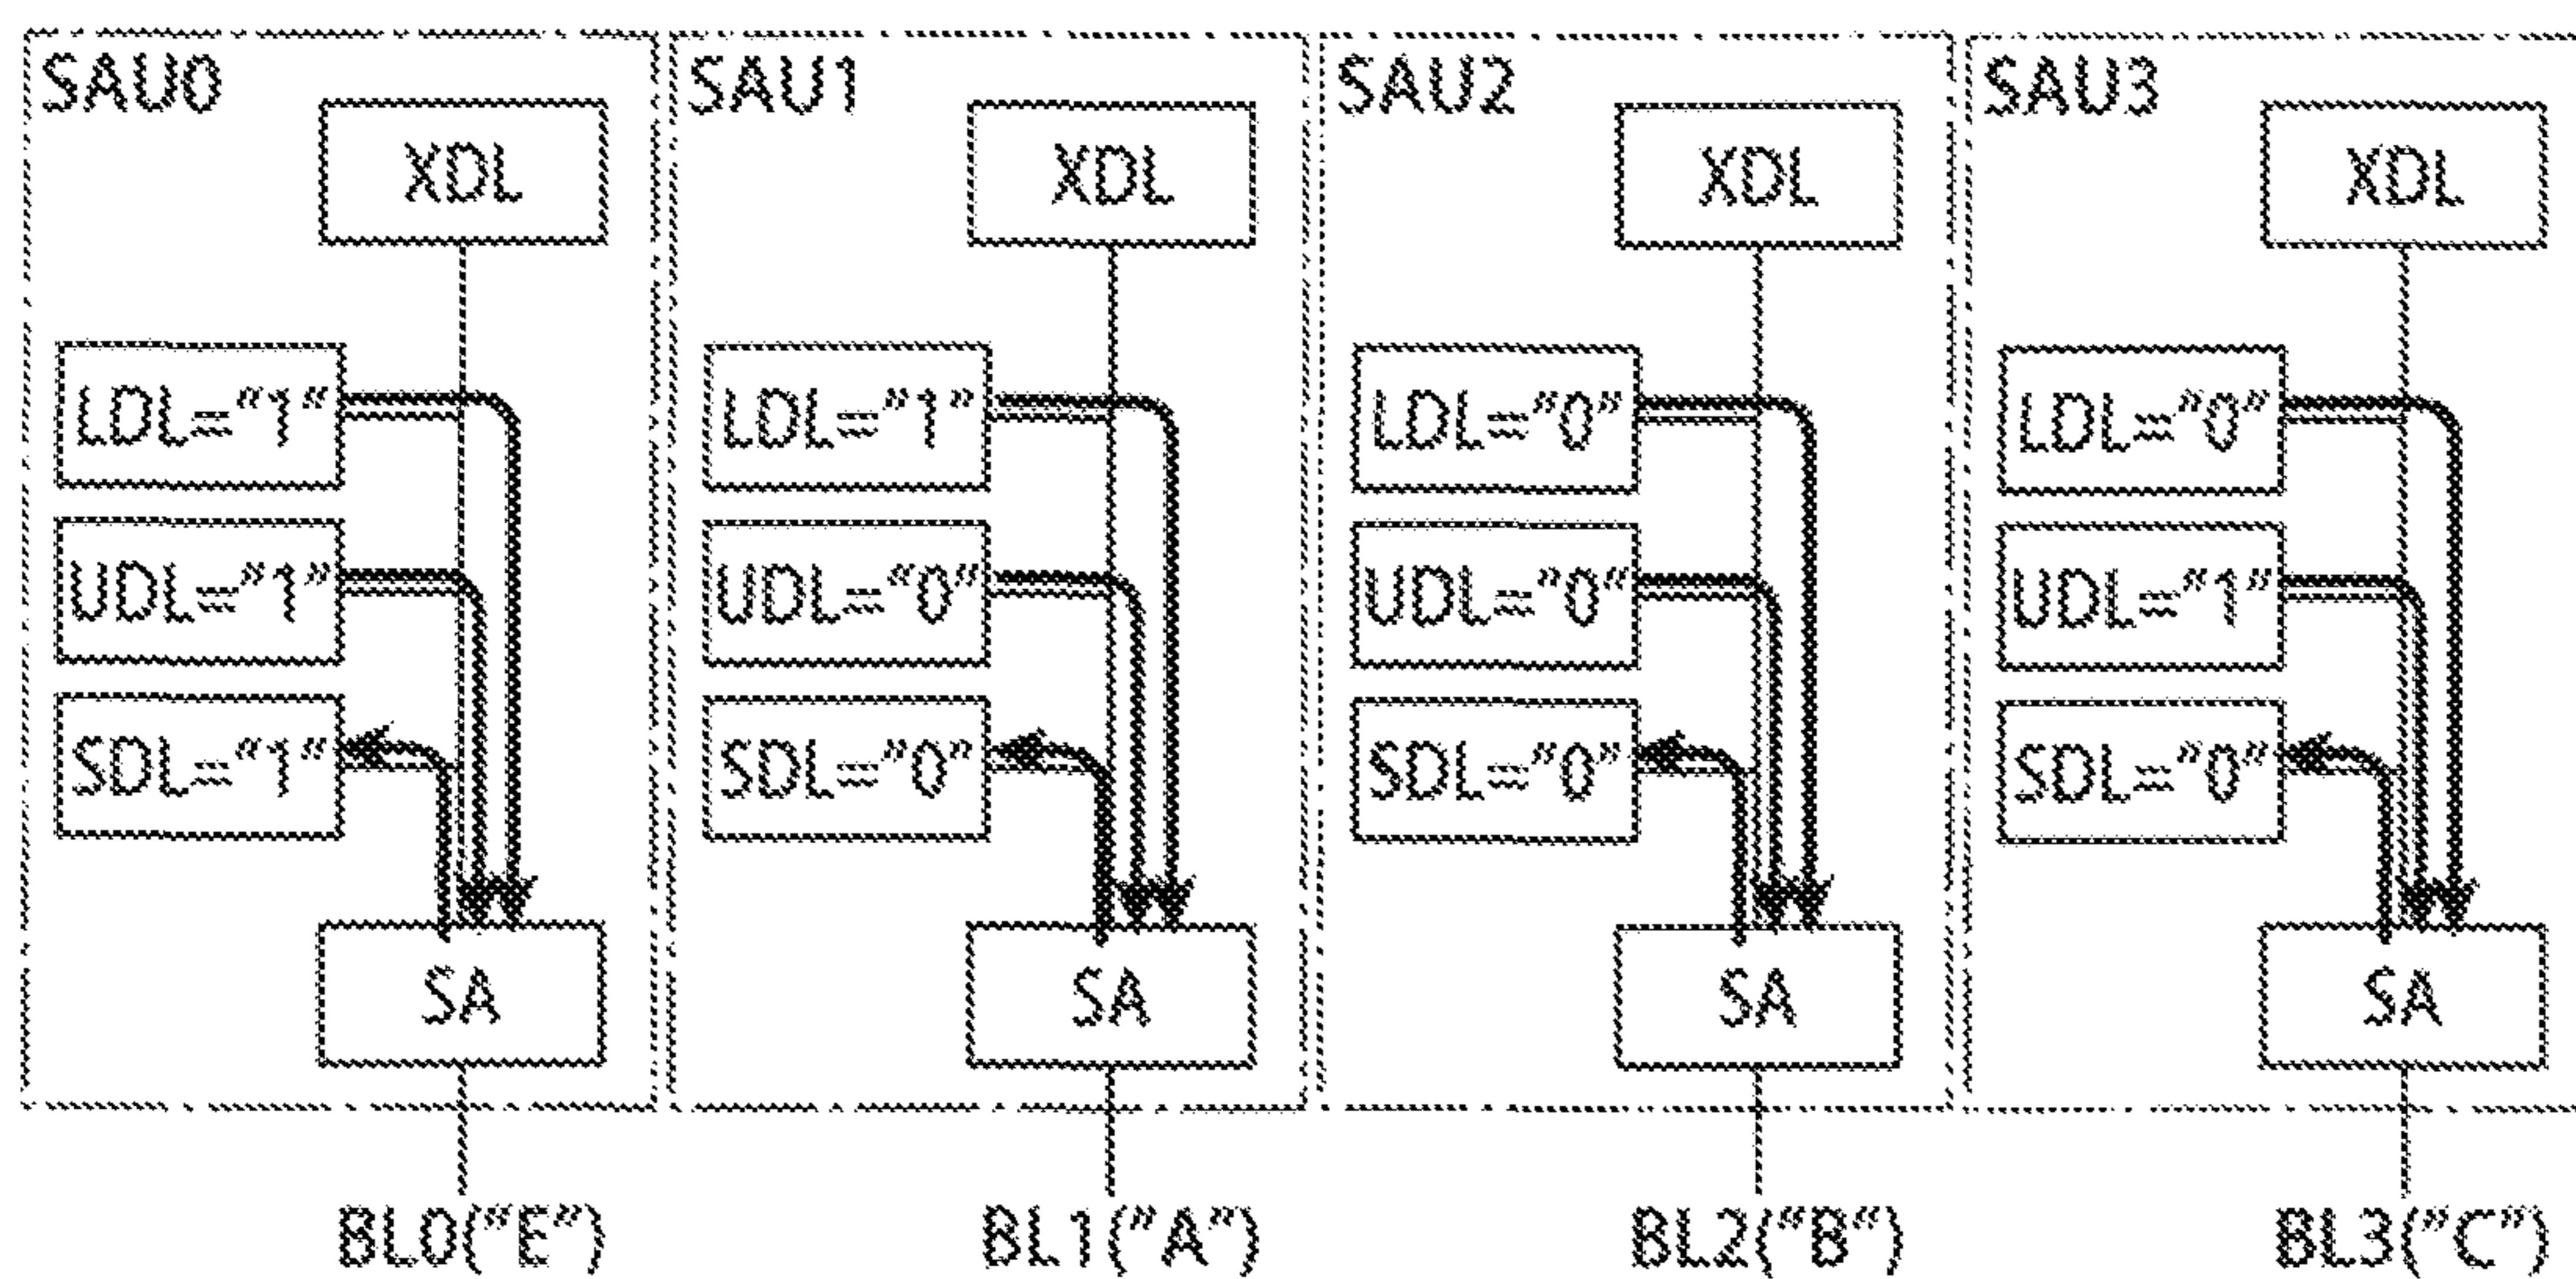 SAU0 SAU1 SAU2 SAU3
XDL XDL XDL XDL
LDL="1" LDL="1" LDL="0" LDL="0"
UDL="1" UDL="0" UDL="0" UDL="1"
SDL="1" SDL="0" SDL="0" SDL="0"
SA SA SA SA
BL0("E") BL1("A") BL2("B") BL3("C")